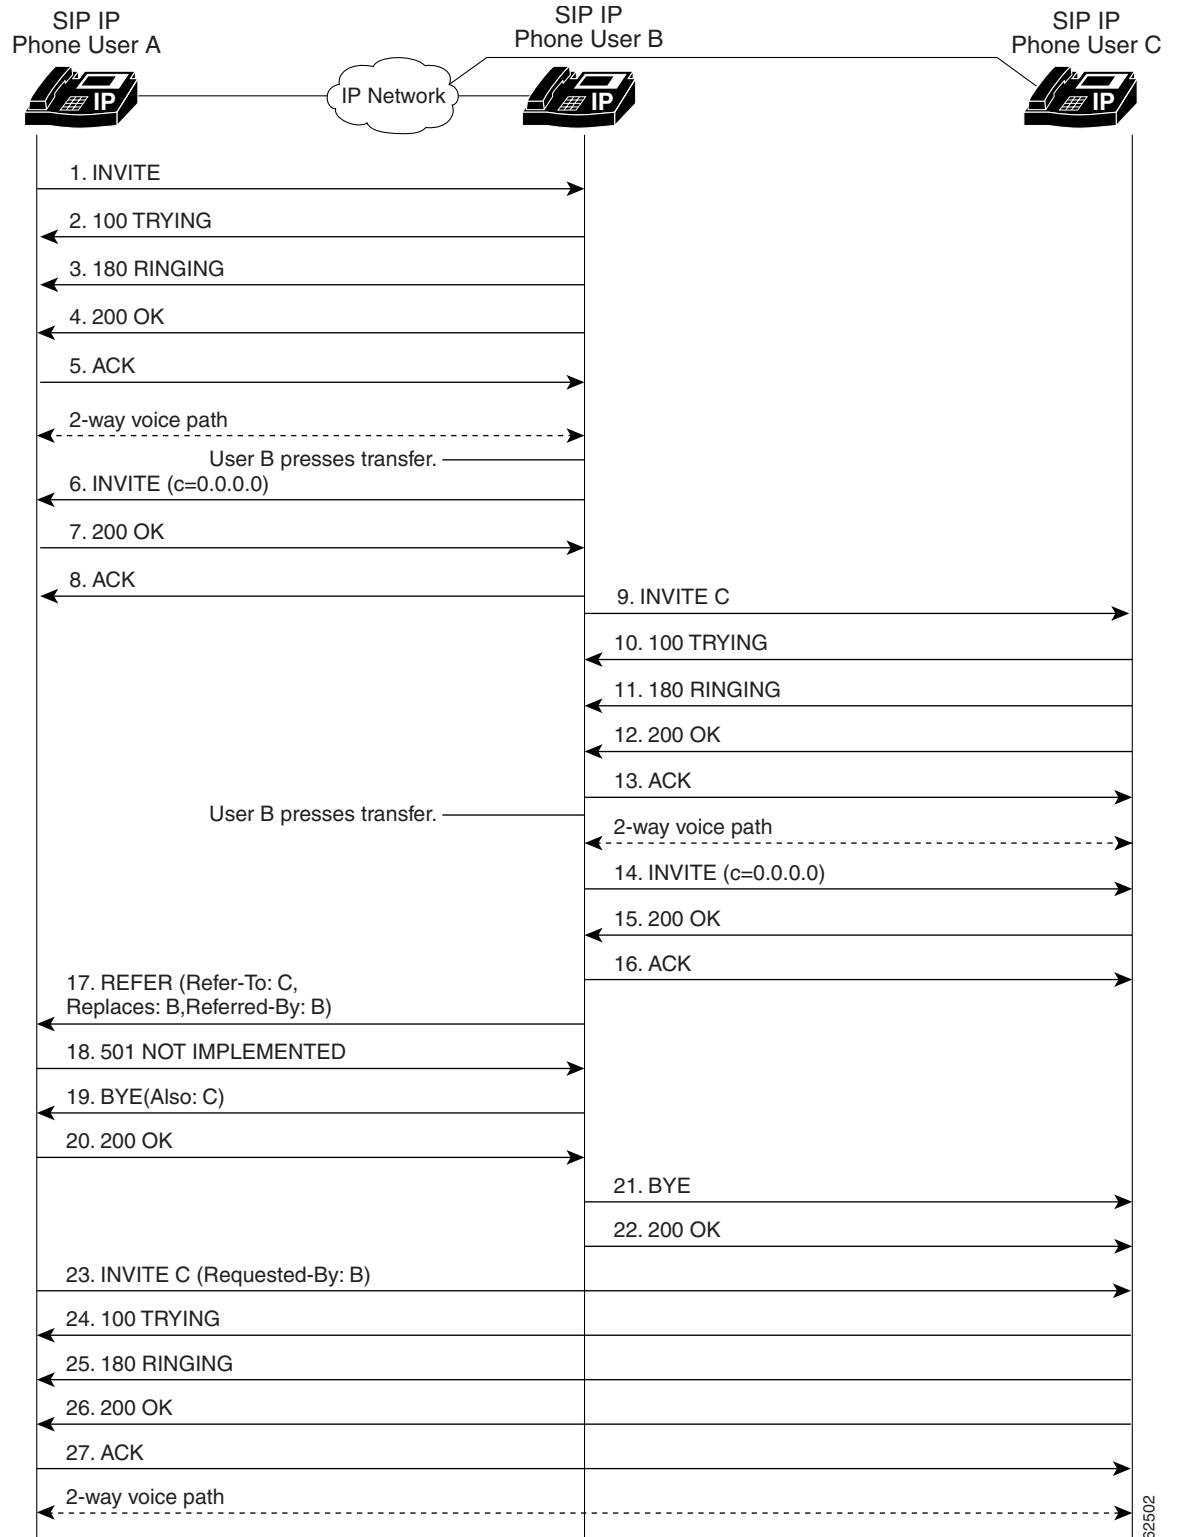 SIP IP
Phone User A
SIP IP
Phone User B
SIP IP
Phone User C
IP
IP Network
IP
IP
1. INVITE
2. 100 TRYING
3. 180 RINGING
4. 200 OK
5. ACK
2-way voice path
User B presses transfer.
6. INVITE (c=0.0.0.0)
7. 200 OK
8. ACK
9. INVITE C
10. 100 TRYING
11. 180 RINGING
12. 200 OK
13. ACK
User B presses transfer.
2-way voice path
14. INVITE (c=0.0.0.0)
15. 200 OK
16. ACK
17. REFER (Refer-To: C,
Replaces: B,Referred-By: B)
18. 501 NOT IMPLEMENTED
19. BYE(Also: C)
20. 200 OK
21. BYE
22. 200 OK
23. INVITE C (Requested-By: B)
24. 100 TRYING
25. 180 RINGING
26. 200 OK
27. ACK
2-way voice path
62502